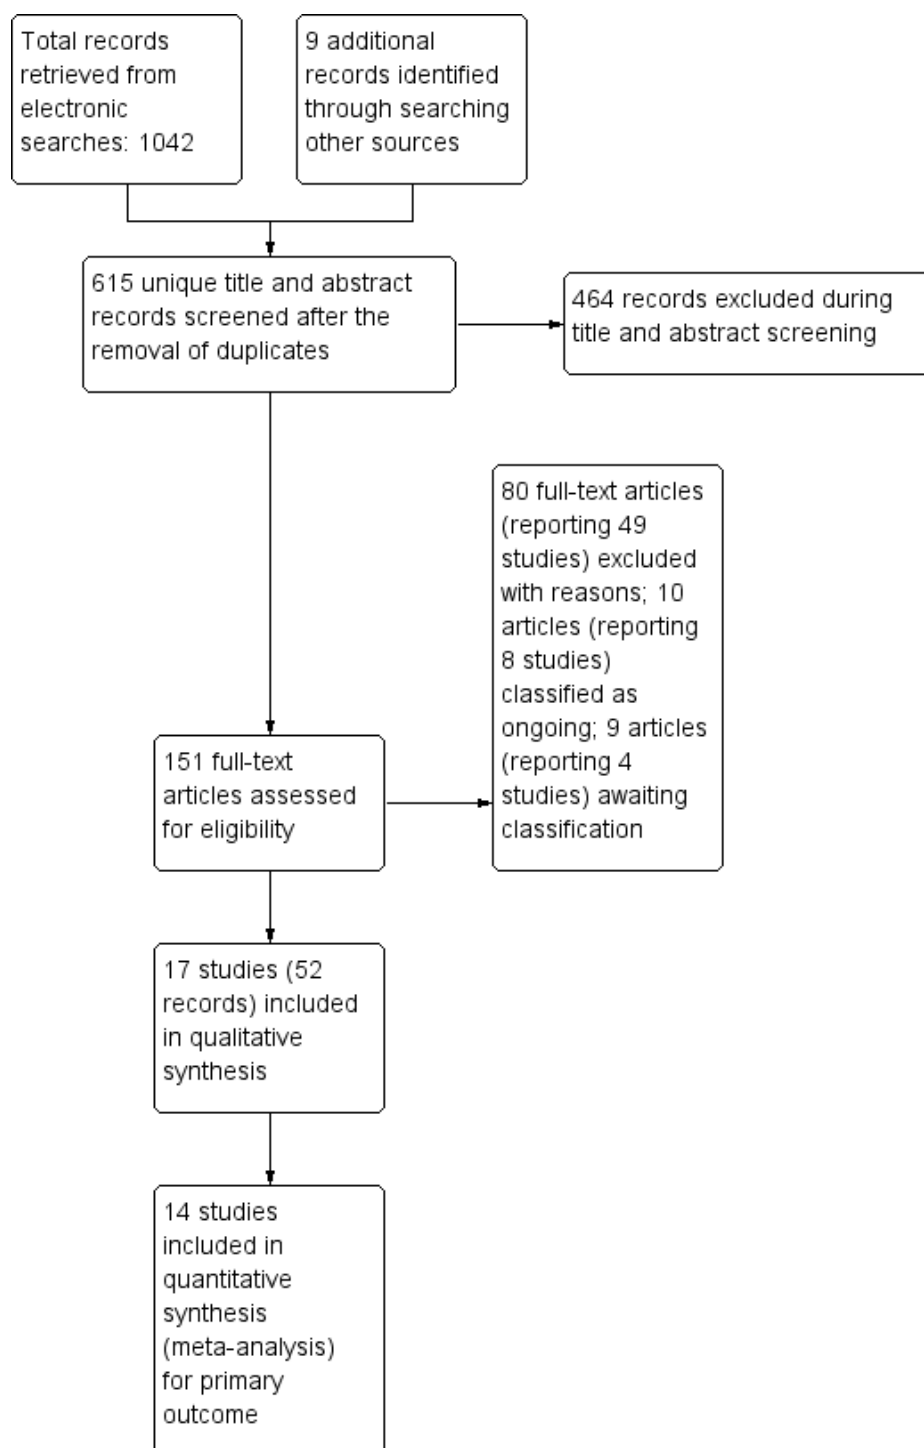 Total records
retrieved from
electronic
searches: 1042
9 additional
records identified
through searching
other sources
615 unique title and abstract
records screened after the
removal of duplicates
464 records excluded during
title and abstract screening
80 full-text articles
(reporting 49
studies) excluded
with reasons; 10
articles (reporting
8 studies)
classified as
ongoing; 9 articles
(reporting 4
studies) awaiting
classification
151 full-text
articles assessed
for eligibility
17 studies (52
records) included
in qualitative
synthesis
14 studies
included in
quantitative
synthesis
(meta-analysis)
for primary
outcome